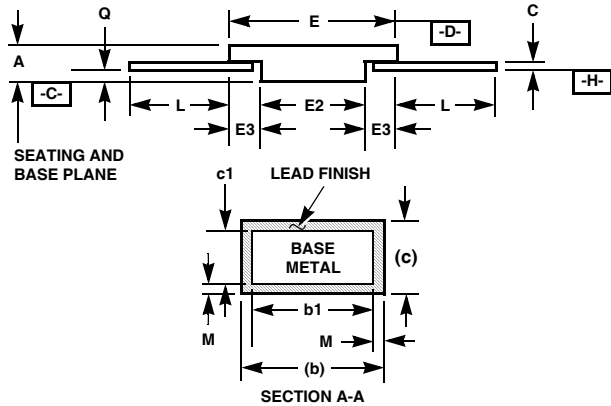 Q
E
-D-
C
A
-C-
-H-
L
E2
L
E3
E3
SEATING AND
BASE PLANE
c1
LEAD FINISH
BASE
METAL
(c)
b1
M
M
(b)
SECTION A-A